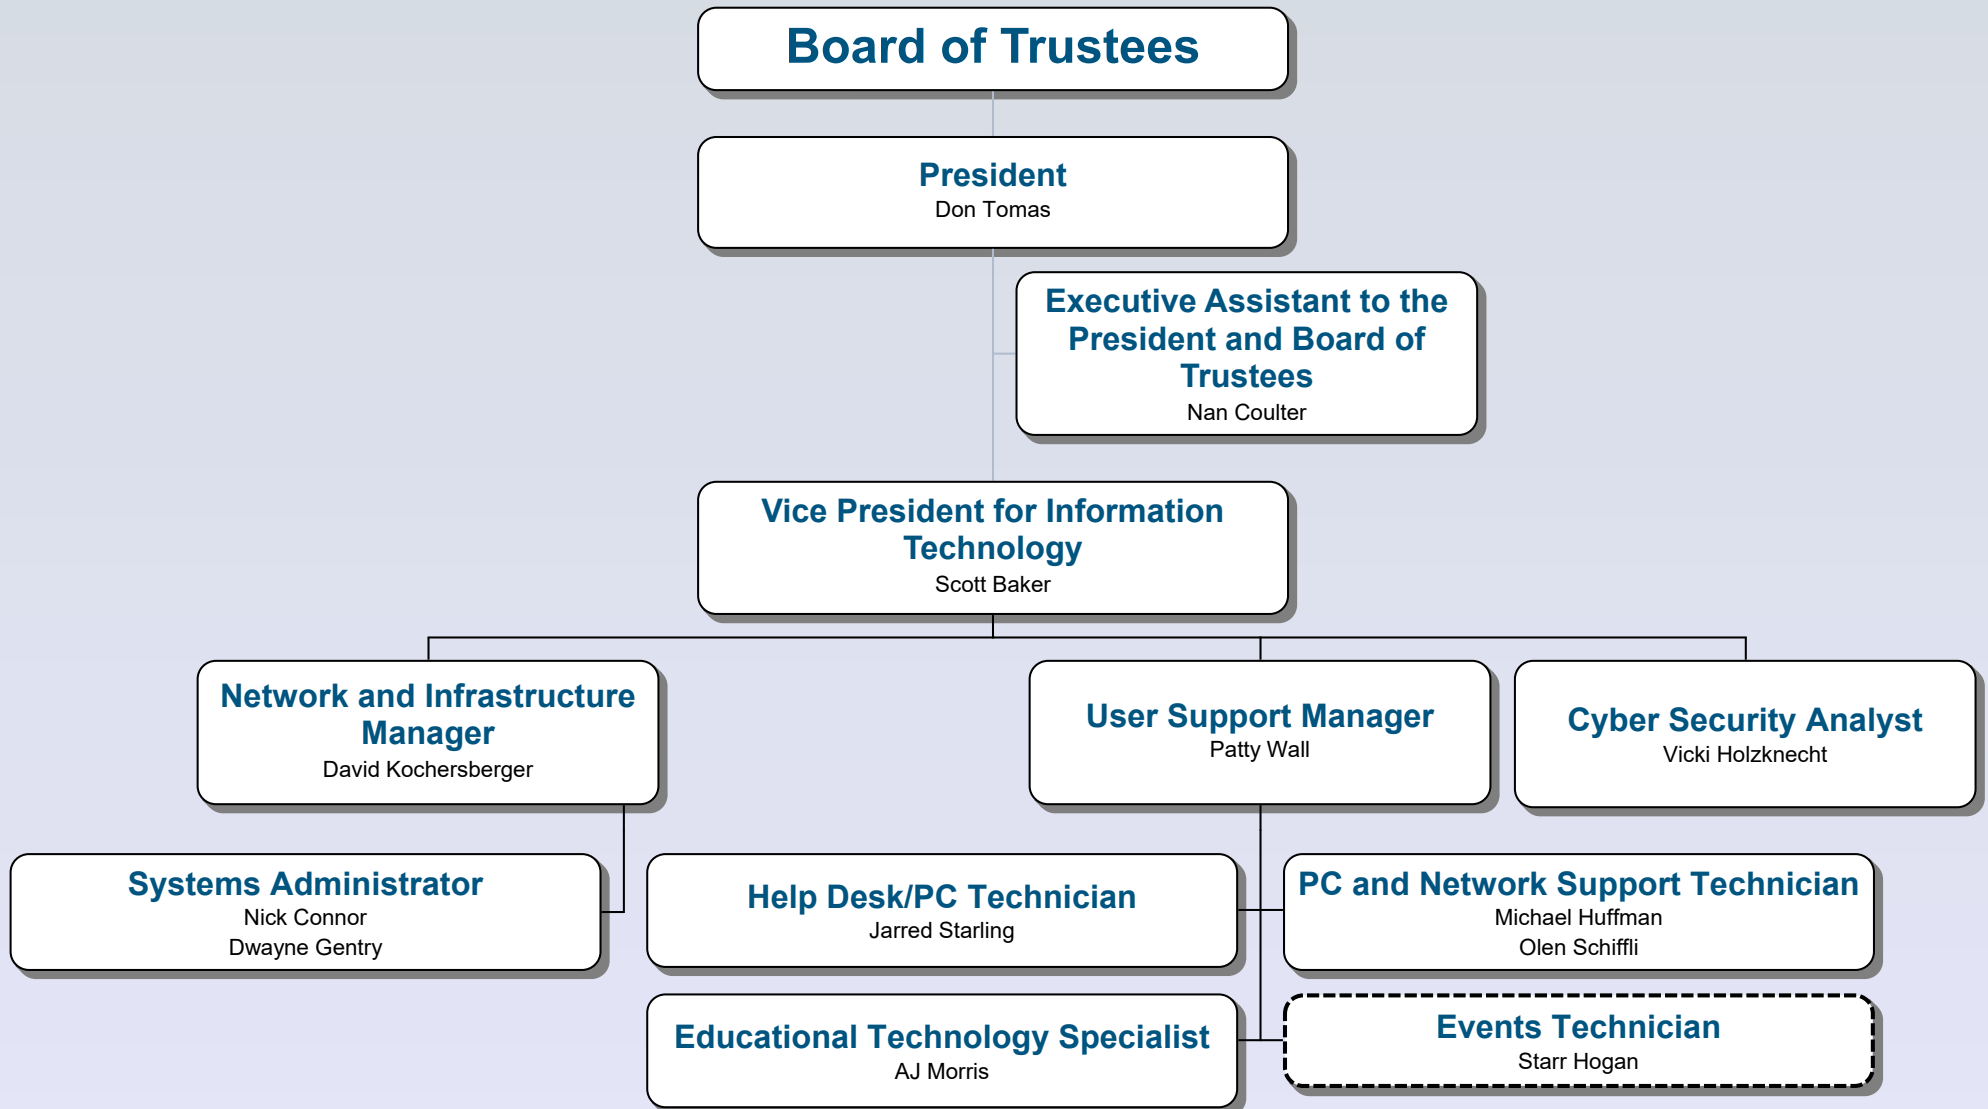 Board of Trustees
President
Don Tomas
Executive Assistant to the
President and Board of
Trustees
Nan Coulter
Vice President for Information
Technology
Scott Baker
Network and Infrastructure
Manager
David Kochersberger
User Support Manager
Patty Wall
Cyber Security Analyst
Vicki Holzknecht
Systems Administrator
Nick Connor
Dwayne Gentry
Help Desk/PC Technician
Jarred Starling
PC and Network Support Technician
Michael Huffman
Olen Schiffli
Educational Technology Specialist
AJ Morris
Events Technician
Starr Hogan